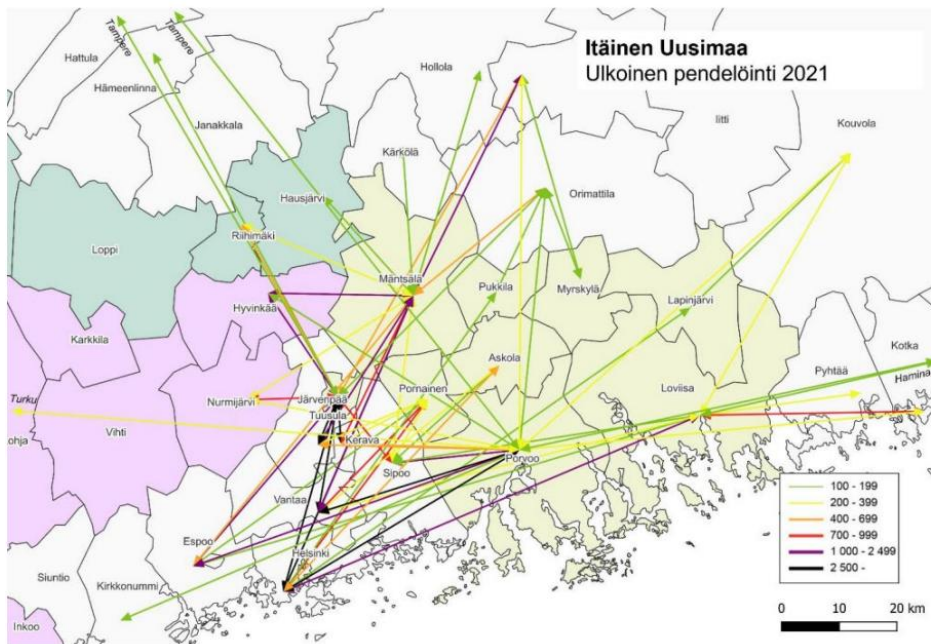 Itäinen Uusimaa
Ulkoinen pendelöinti 2021
Tampere
Tampere
Hattula
Hämeenlinna
Hollola
Iitti
Kouvola
Janakkala
Kärkölä
Orimattila
Hausjärvi
Loppi
Riihimäki
Mäntsälä
Pukkila
Myrskylä
Lapinjärvi
Hyvinkää
Karkkila
Askola
Pyhtää
Kotka
Hamina
Turku
Nurmijärvi
Järvenpää
Pornainen
Loviisa
Tuusula
ohja
Vihti
Kerava
Porvoo
Sipoo
Vantaa
Espoo
Helsinki
Siuntio
Kirkkonummi
Inkoo
100 - 199
200 - 399
400 - 699
700 - 999
1 000 - 2 499
2 500 -
0 10 20 km